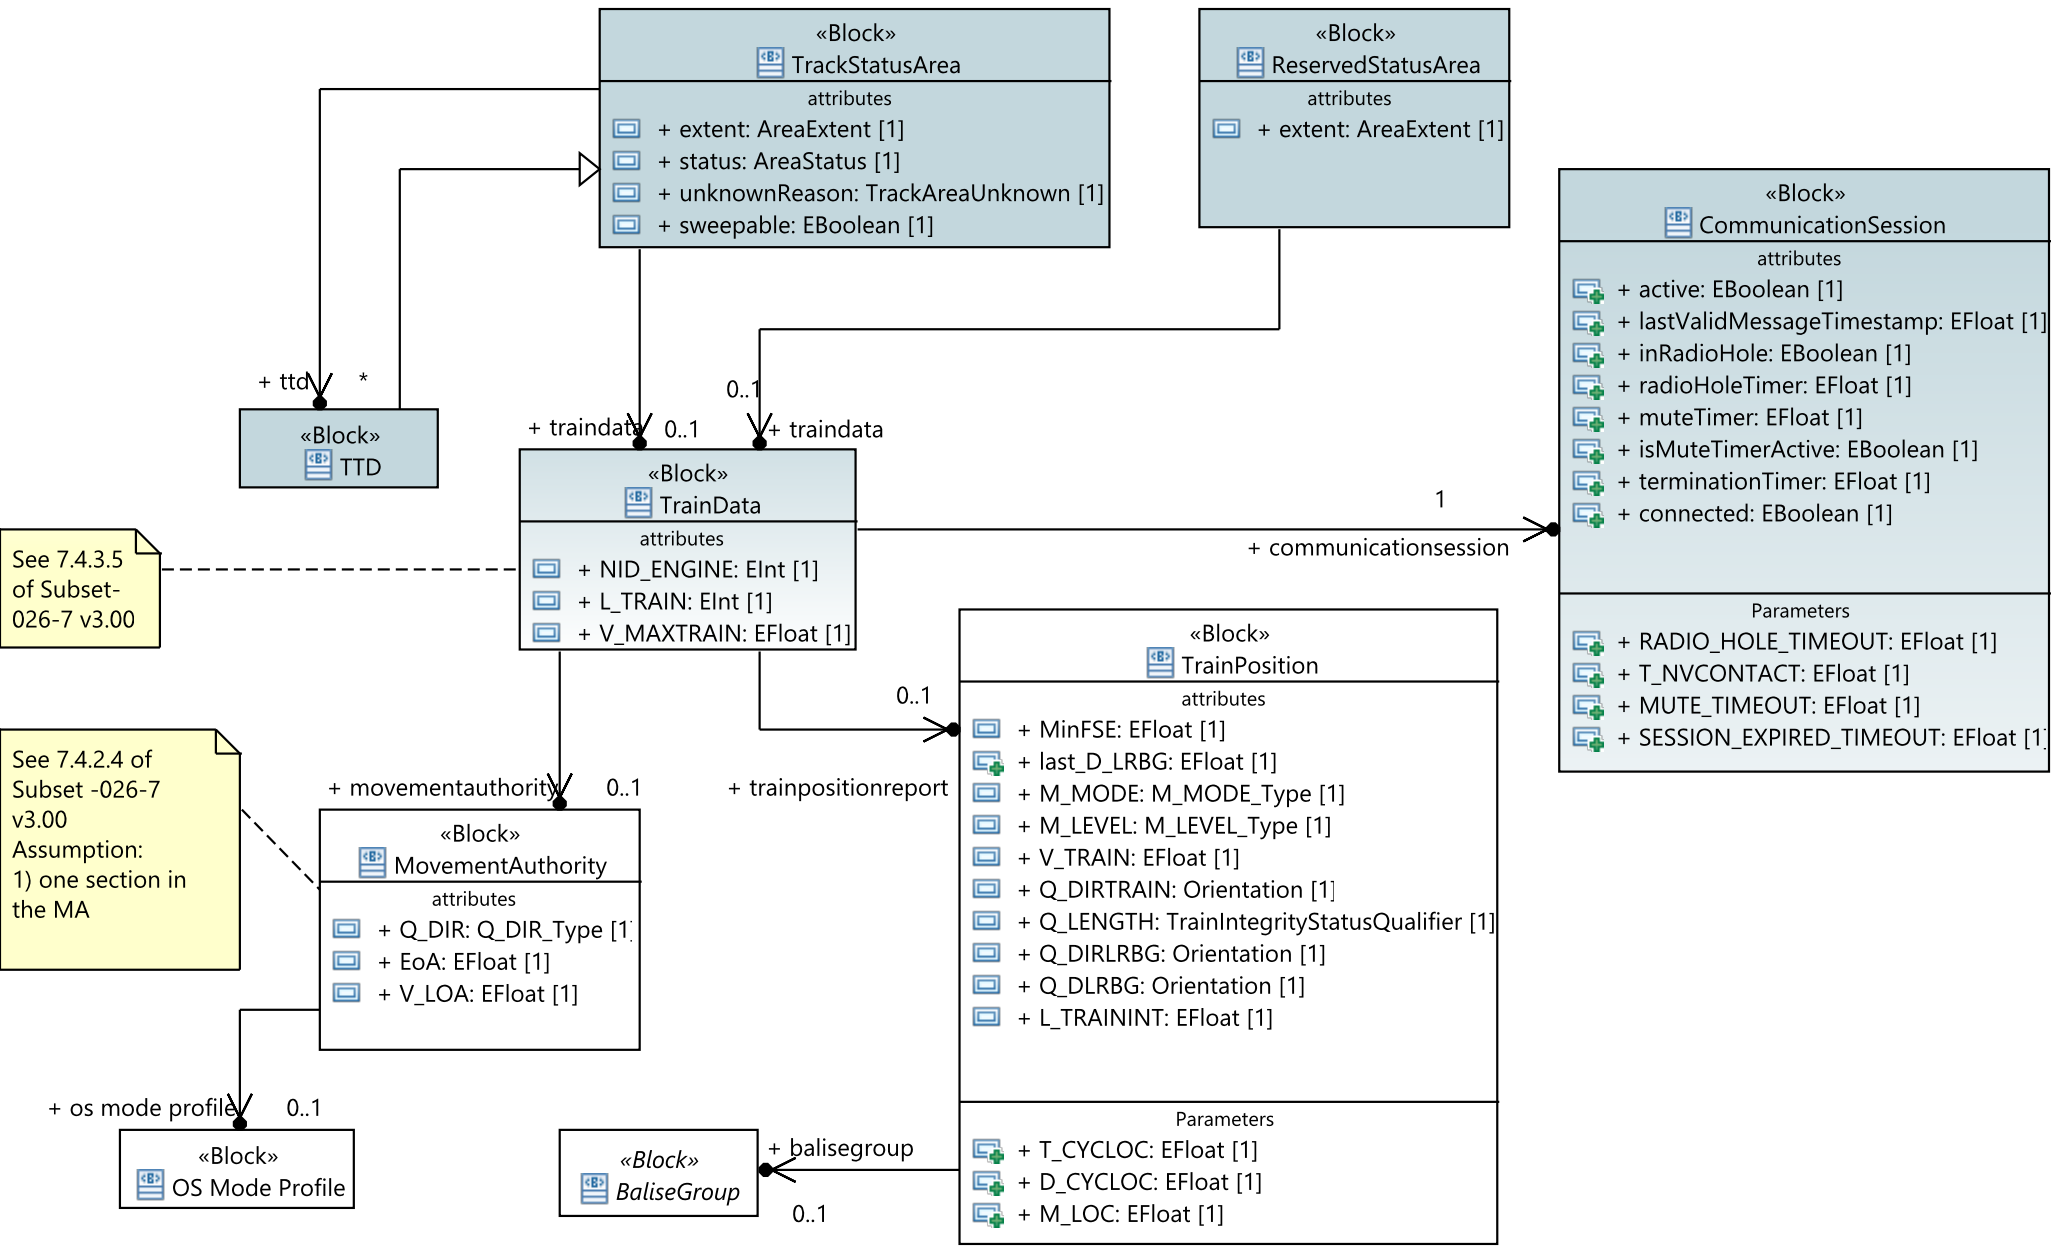 «Block»
TrackStatusArea
attributes
+ extent: AreaExtent [1]
+ status: AreaStatus [1]
+ unknownReason: TrackAreaUnknown [1]
+ sweepable: EBoolean [1]
«Block»
ReservedStatusArea
attributes
+ extent: AreaExtent [1]
«Block»
CommunicationSession
attributes
+ active: EBoolean [1]
+ lastValidMessageTimestamp: EFloat [1]
+ inRadioHole: EBoolean [1]
+ radioHoleTimer: EFloat [1]
+ muteTimer: EFloat [1]
+ isMuteTimerActive: EBoolean [1]
+ terminationTimer: EFloat [1]
+ connected: EBoolean [1]
Parameters
+ RADIO_HOLE_TIMEOUT: EFloat [1]
+ T_NVCONTACT: EFloat [1]
+ MUTE_TIMEOUT: EFloat [1]
+ SESSION_EXPIRED_TIMEOUT: EFloat [1]
+ ttd
*
«Block»
TTD
+ traindata
0..1
0..1
+ traindata
«Block»
TrainData
attributes
+ NID_ENGINE: EInt [1]
+ L_TRAIN: EInt [1]
+ V_MAXTRAIN: EFloat [1]
1
+ communicationsession
See 7.4.3.5
of Subset-
026-7 v3.00
See 7.4.2.4 of
Subset -026-7
v3.00
Assumption:
1) one section in
the MA
+ movementauthority
0..1
0..1
+ trainpositionreport
«Block»
MovementAuthority
attributes
+ Q_DIR: Q_DIR_Type [1]
+ EoA: EFloat [1]
+ V_LOA: EFloat [1]
«Block»
TrainPosition
attributes
+ MinFSE: EFloat [1]
+ last_D_LRBG: EFloat [1]
+ M_MODE: M_MODE_Type [1]
+ M_LEVEL: M_LEVEL_Type [1]
+ V_TRAIN: EFloat [1]
+ Q_DIRTRAIN: Orientation [1]
+ Q_LENGTH: TrainIntegrityStatusQualifier [1]
+ Q_DIRLRBG: Orientation [1]
+ Q_DLRBG: Orientation [1]
+ L_TRAININT: EFloat [1]
Parameters
+ T_CYCLOC: EFloat [1]
+ D_CYCLOC: EFloat [1]
+ M_LOC: EFloat [1]
+ os mode profile
0..1
«Block»
OS Mode Profile
+ balisegroup
0..1
«Block»
BaliseGroup